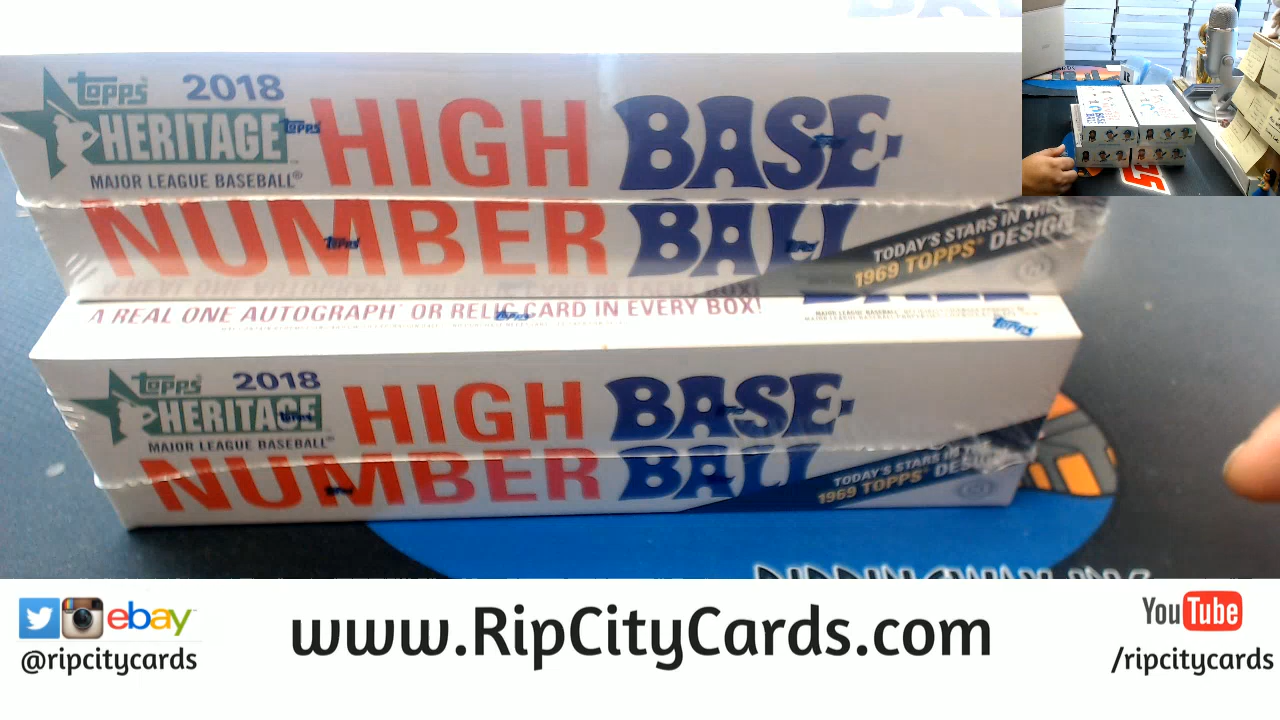 topps 2018
HERITAGE
MAJOR LEAGUE BASEBALL®
HIGH BASE-
NUMBER BALL
TODAY'S STARS IN THE
1969 TOPPS® DESIGN
A REAL ONE AUTOGRAPH™ OR RELIC CARD IN EVERY BOX!
topps 2018
HERITAGE
MAJOR LEAGUE BASEBALL®
HIGH BASE-
NUMBER BALL
TODAY'S STARS IN
1969 TOPPS® DESIGN
ebay™
@ripcitycards
www.RipCityCards.com
YouTube
/ripcitycards